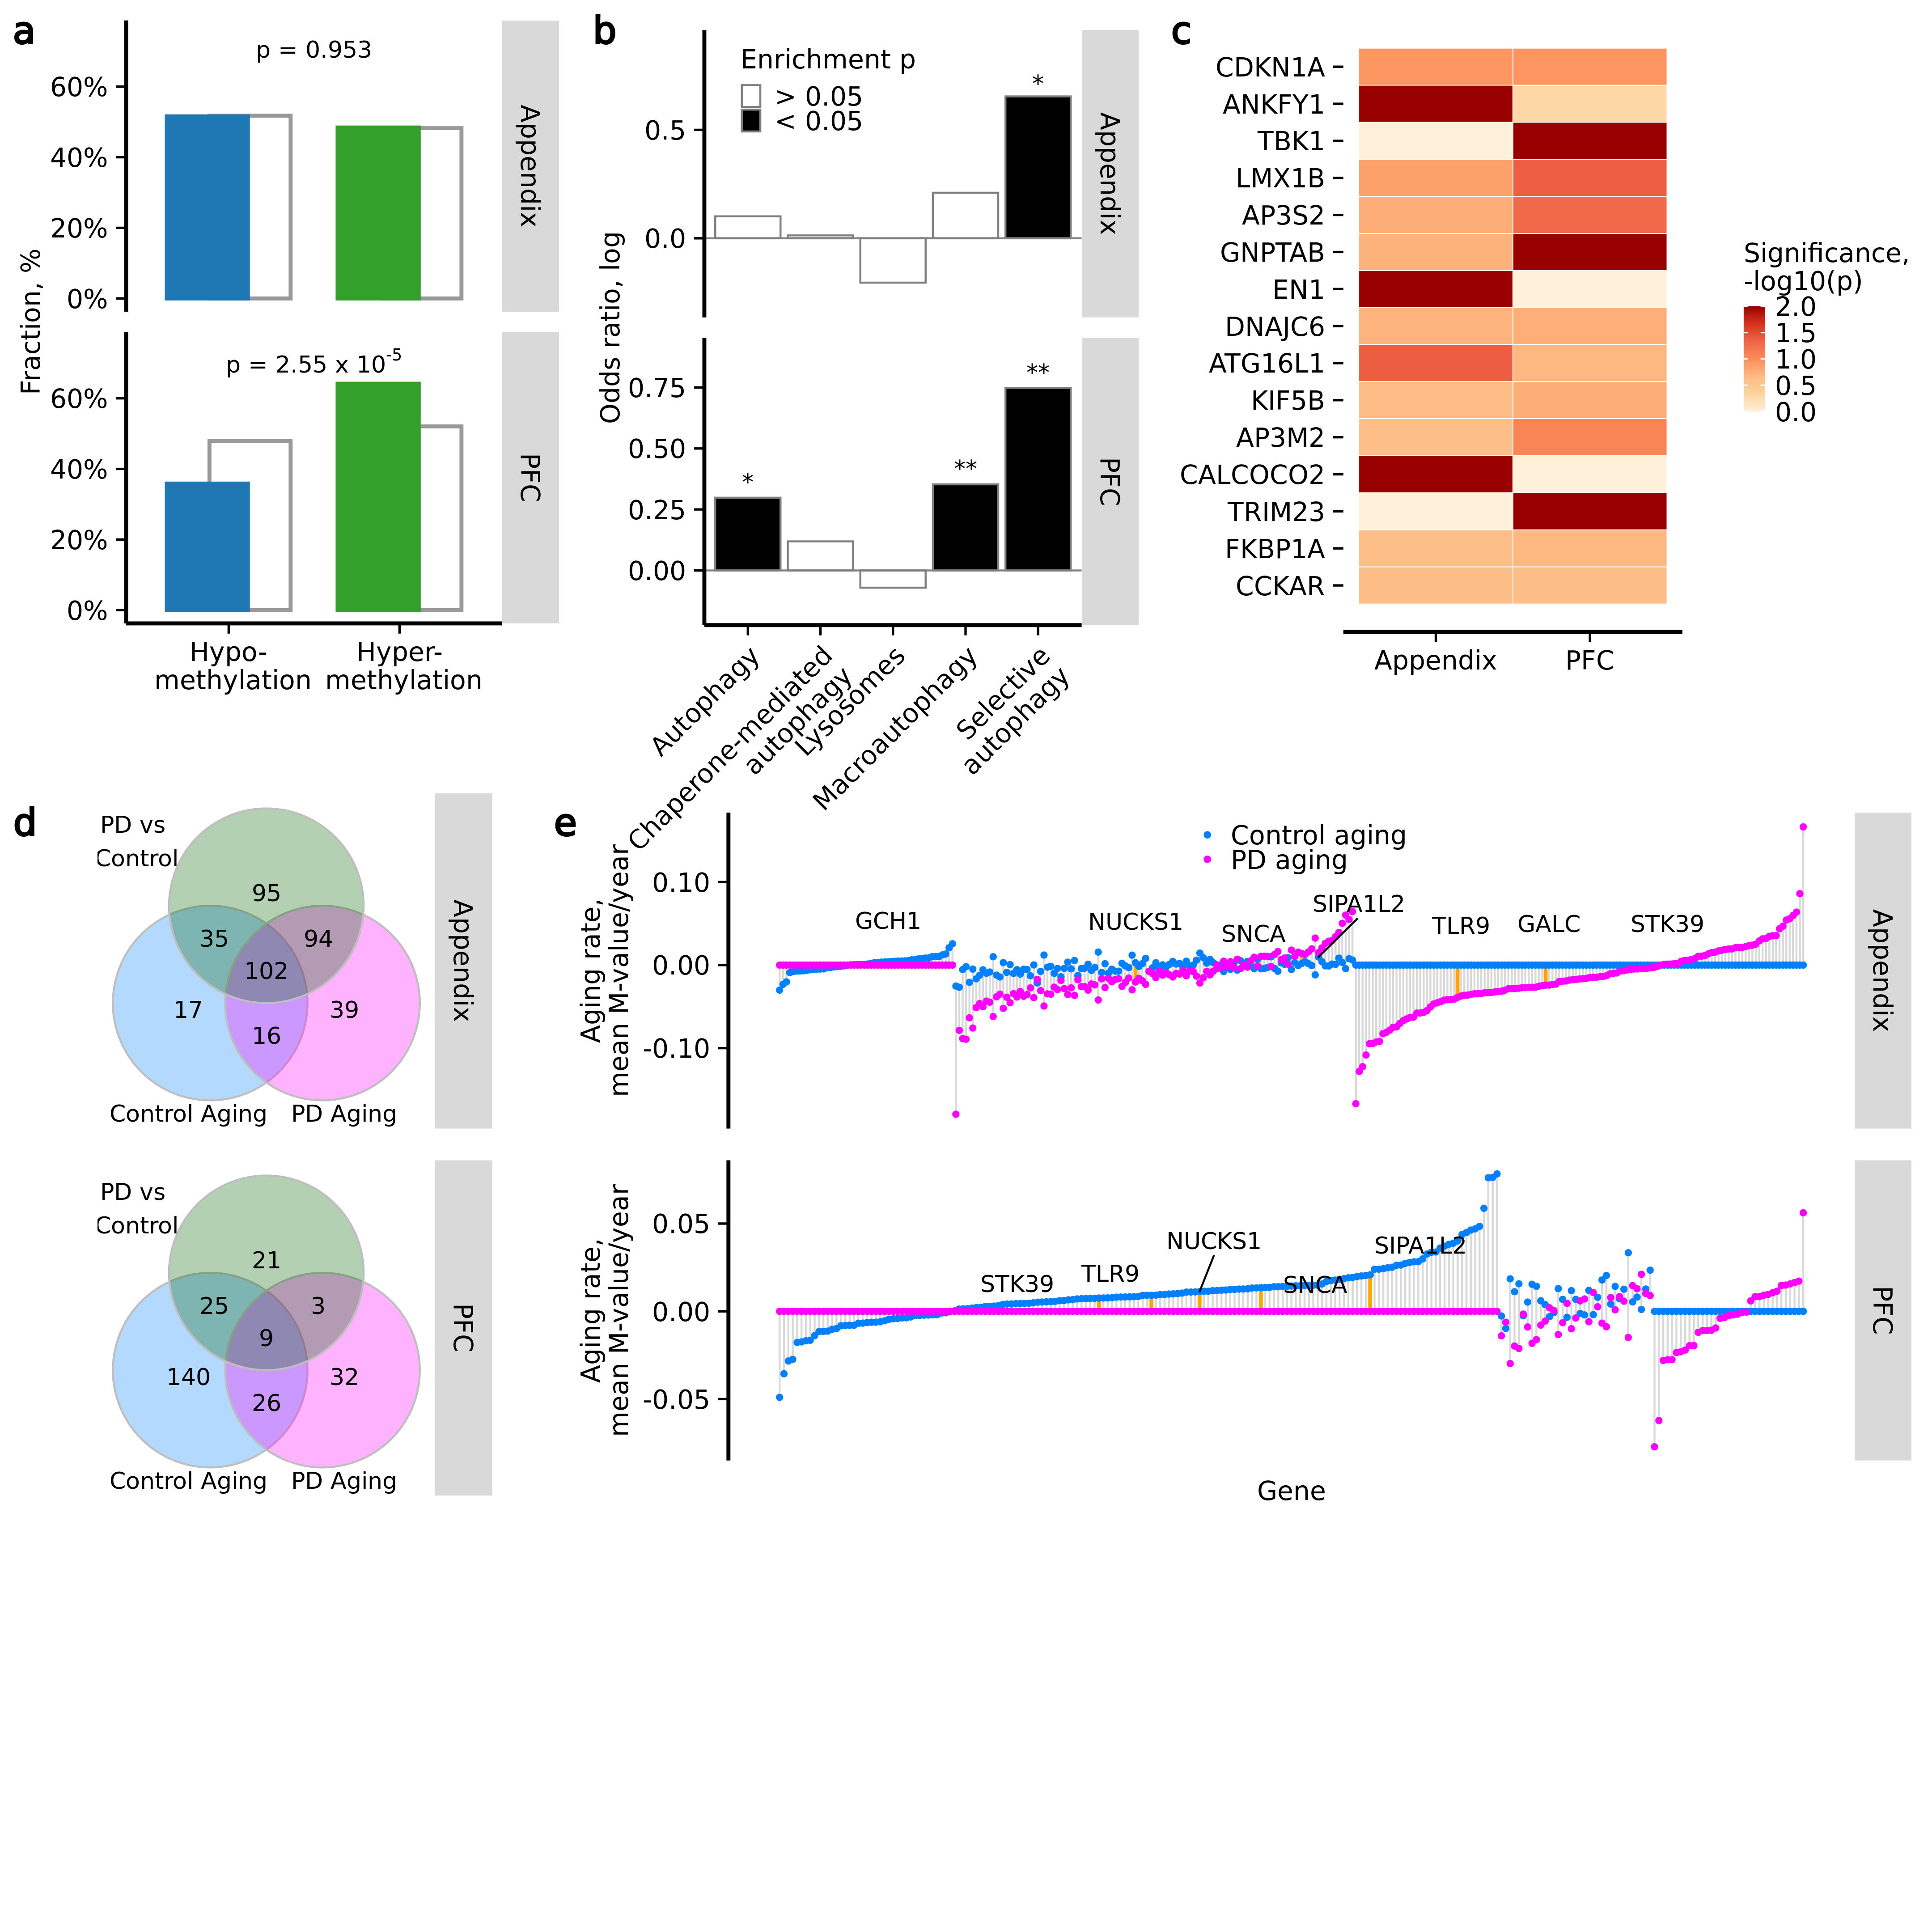 a
p = 0.953
60%
40%
20%
0%
Appendix
p = 2.55 x 10-5
60%
40%
20%
0%
PFC
Fraction, %
Hypo-
methylation
Hyper-
methylation
b
Enrichment p
> 0.05
< 0.05
*
0.5
0.0
Appendix
*
**
**
0.75
0.50
0.25
0.00
PFC
Odds ratio, log
Autophagy
Chaperone-mediated
autophagy
Lysosomes
Macroautophagy
Selective
autophagy
c
CDKN1A
ANKFY1
TBK1
LMX1B
AP3S2
GNPTAB
EN1
DNAJC6
ATG16L1
KIF5B
AP3M2
CALCOCO2
TRIM23
FKBP1A
CCKAR
Appendix
PFC
Significance,
-log10(p)
2.0
1.5
1.0
0.5
0.0
d
PD vs
Control
95
35
94
102
17
39
16
Control Aging
PD Aging
Appendix
PD vs
Control
21
25
3
9
140
32
26
Control Aging
PD Aging
PFC
e
Control aging
PD aging
Aging rate,
mean M-value/year
0.10
0.00
-0.10
GCH1
NUCKS1
SNCA
SIPA1L2
TLR9
GALC
STK39
Appendix
Aging rate,
mean M-value/year
0.05
0.00
-0.05
STK39
TLR9
NUCKS1
SNCA
SIPA1L2
PFC
Gene